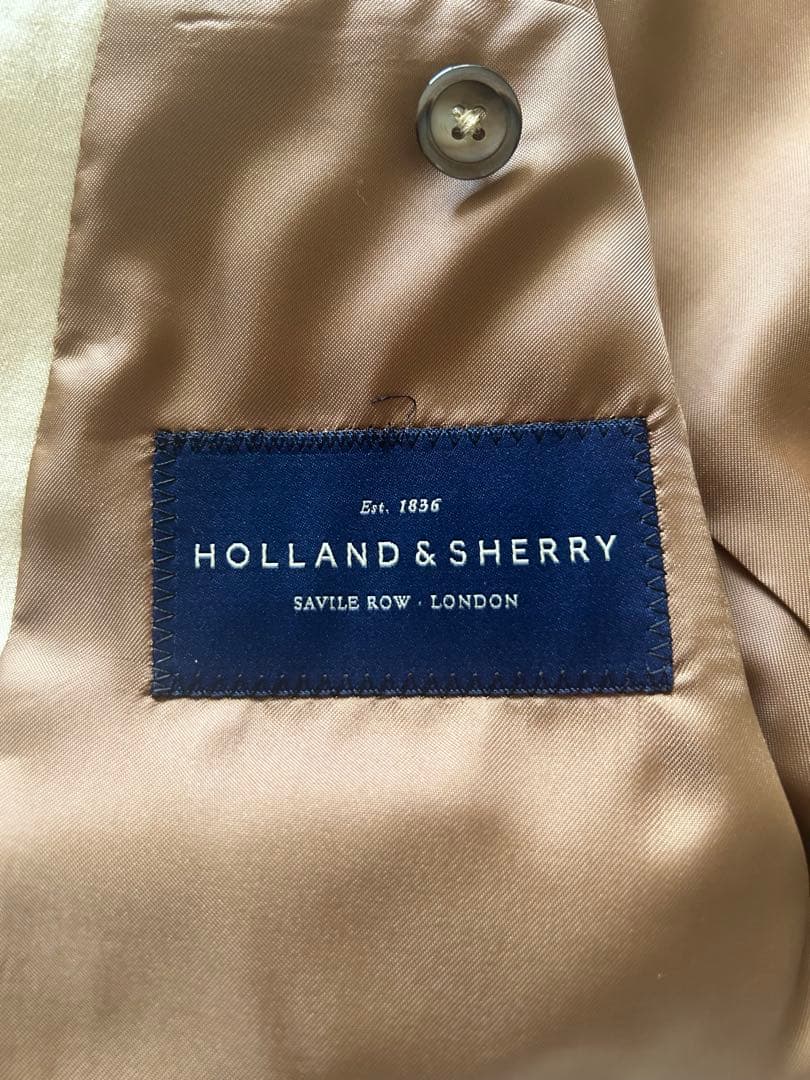 Est. 1836
HOLLAND & SHERRY
SAVILE ROW · LONDON